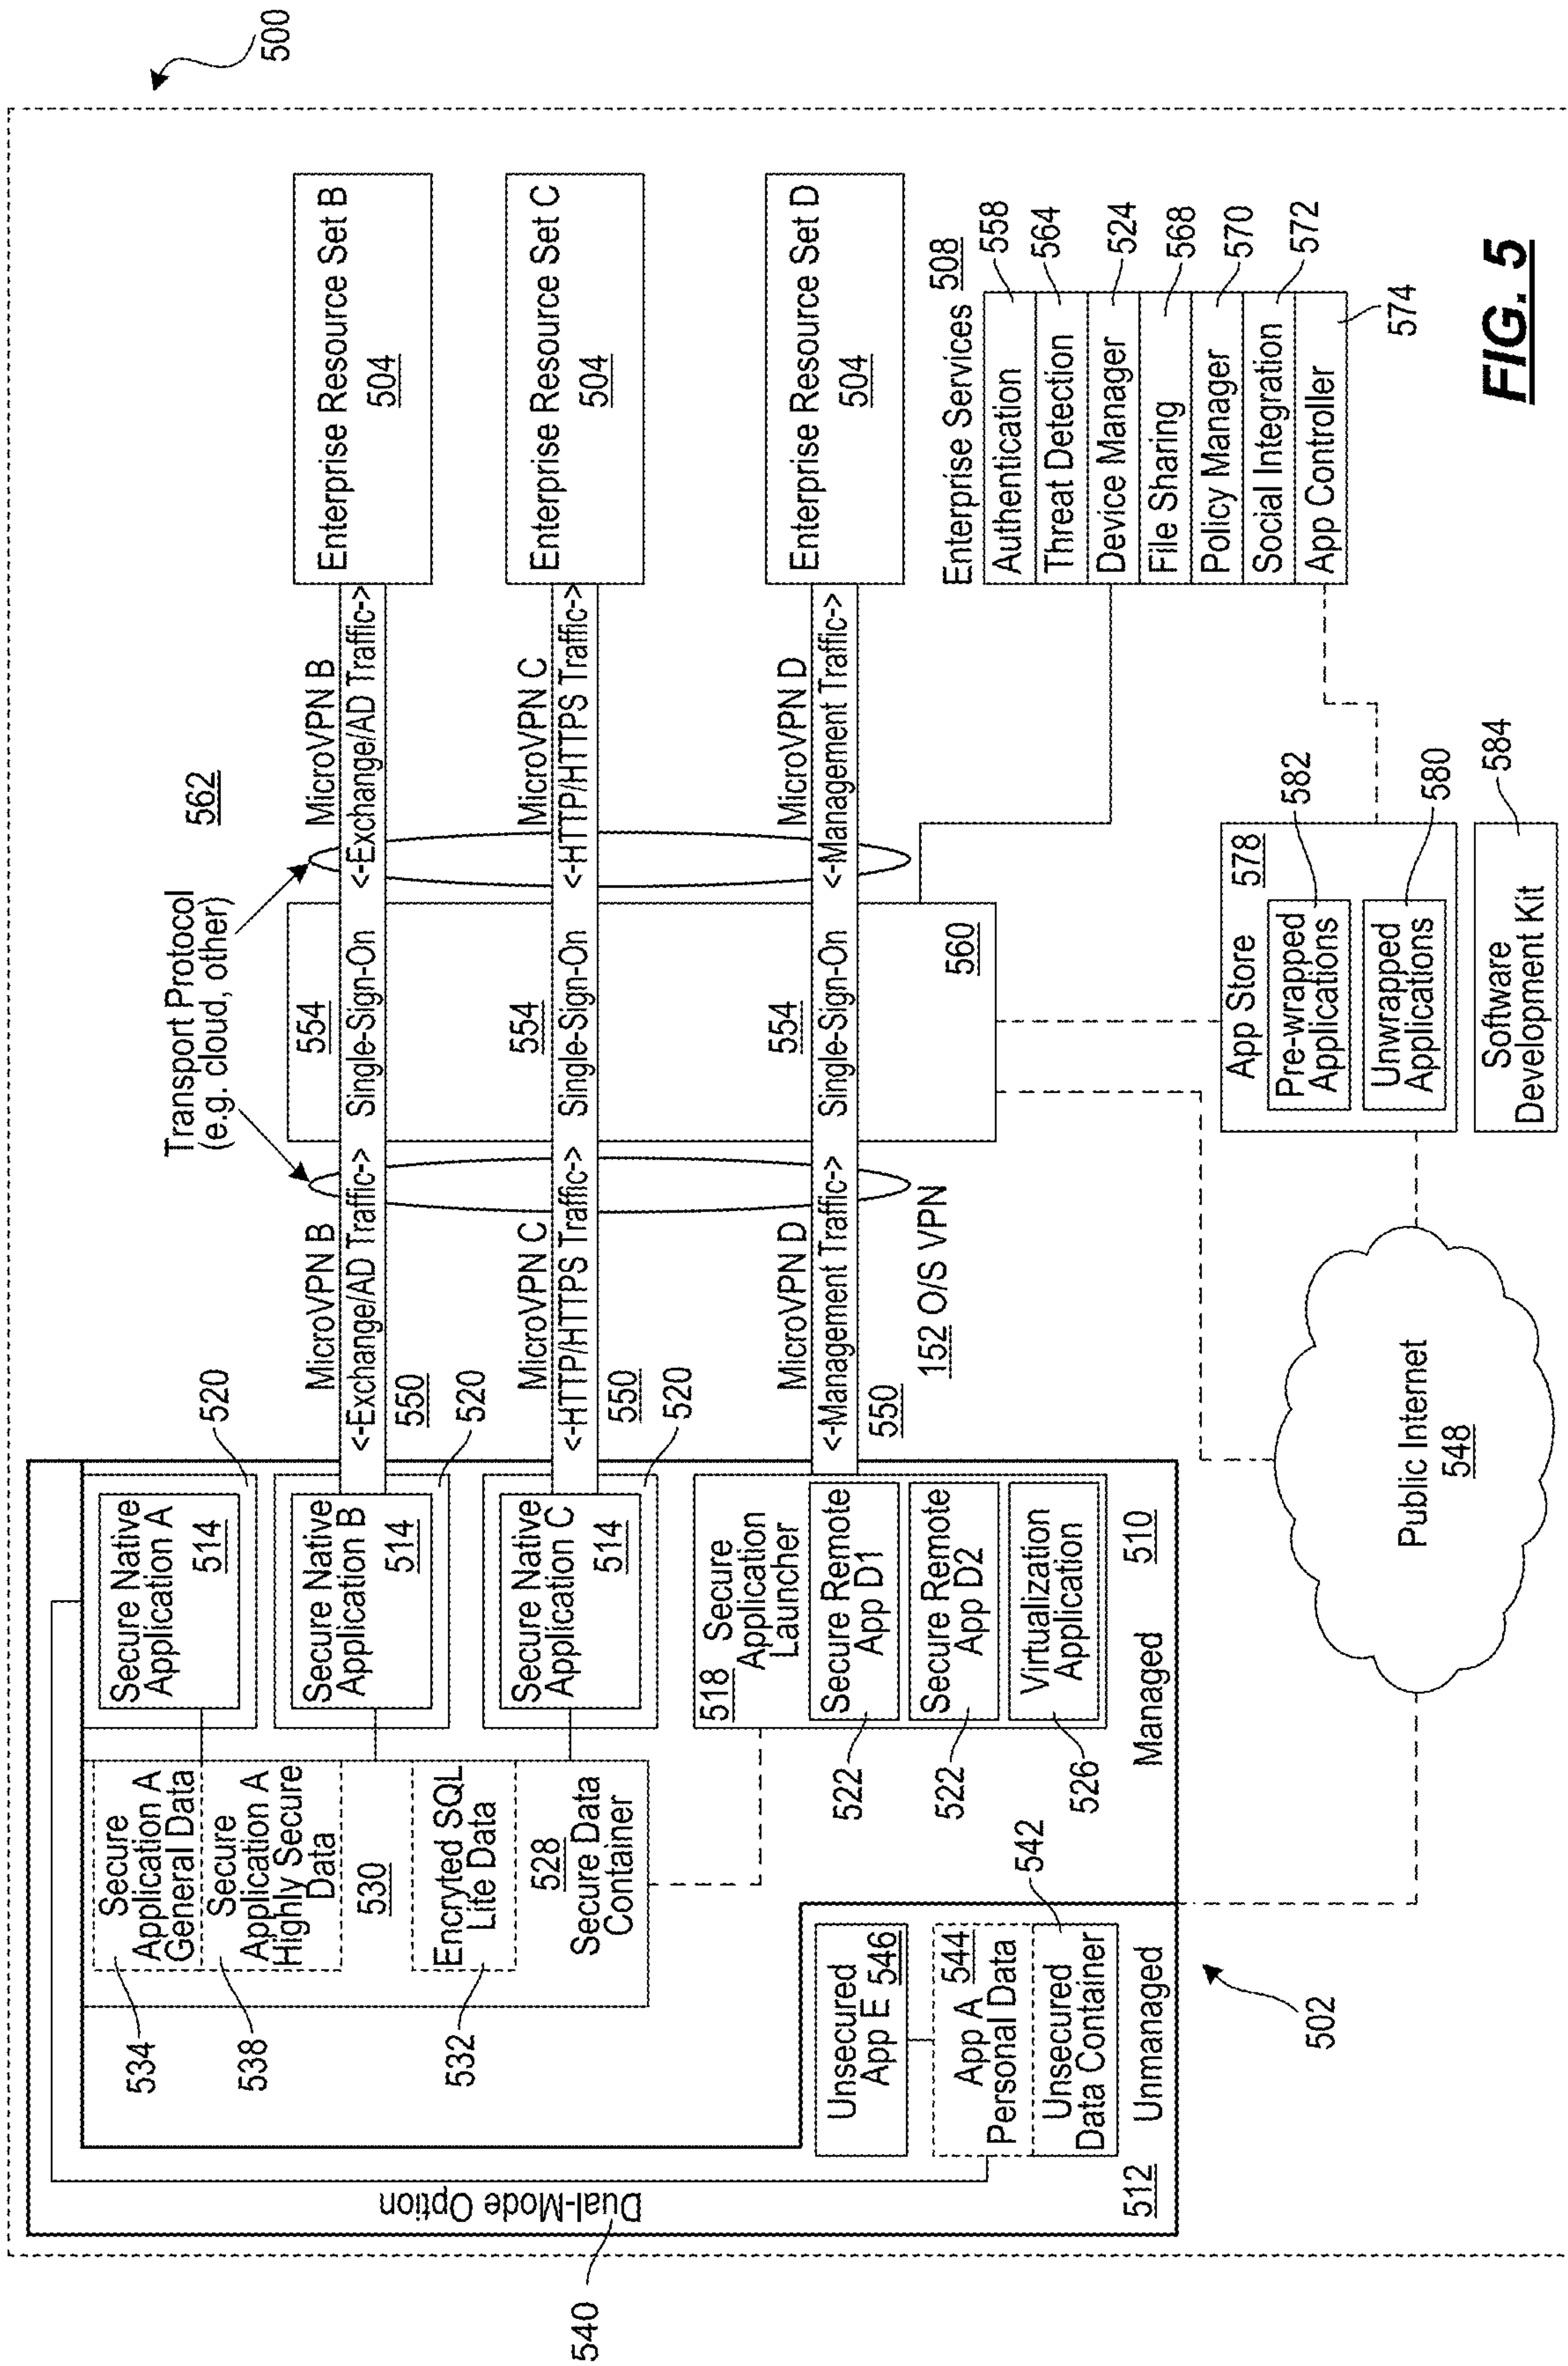 500
540
Dual-Mode Option
534
538
532
Secure
Application A
General Data
Secure
Application A
Highly Secure
Data
530
Encryted SQL
Lite Data
528
Secure Data
Container
Secure Native
Application A
514
520
Secure Native
Application B
514
520
Secure Native
Application C
514
520
518 Secure
Application
Launcher
Secure Remote
App D1
522
Secure Remote
App D2
522
Virtualization
Application
526
Managed
510
Unsecured
App E 546
544
App A
Personal Data
542
Unsecured
Data Container
512
Unmanaged
502
MicroVPN B
<-Exchange/AD Traffic->
550
MicroVPN C
<-HTTP/HTTPS Traffic->
550
MicroVPN D
<-Management Traffic->
550
152 O/S VPN
Transport Protocol
(e.g. cloud, other)
562
554
Single-Sign-On
554
Single-Sign-On
554
Single-Sign-On
560
MicroVPN B
<-Exchange/AD Traffic->
MicroVPN C
<-HTTP/HTTPS Traffic->
MicroVPN D
<-Management Traffic->
Enterprise Resource Set B
504
Enterprise Resource Set C
504
Enterprise Resource Set D
504
Enterprise Services 508
Authentication
558
Threat Detection
564
Device Manager
524
File Sharing
568
Policy Manager
570
Social Integration
572
App Controller
574
Public Internet
548
App Store 578
Pre-wrapped
Applications
582
Unwrapped
Applications
580
Software
Development Kit
584
FIG. 5